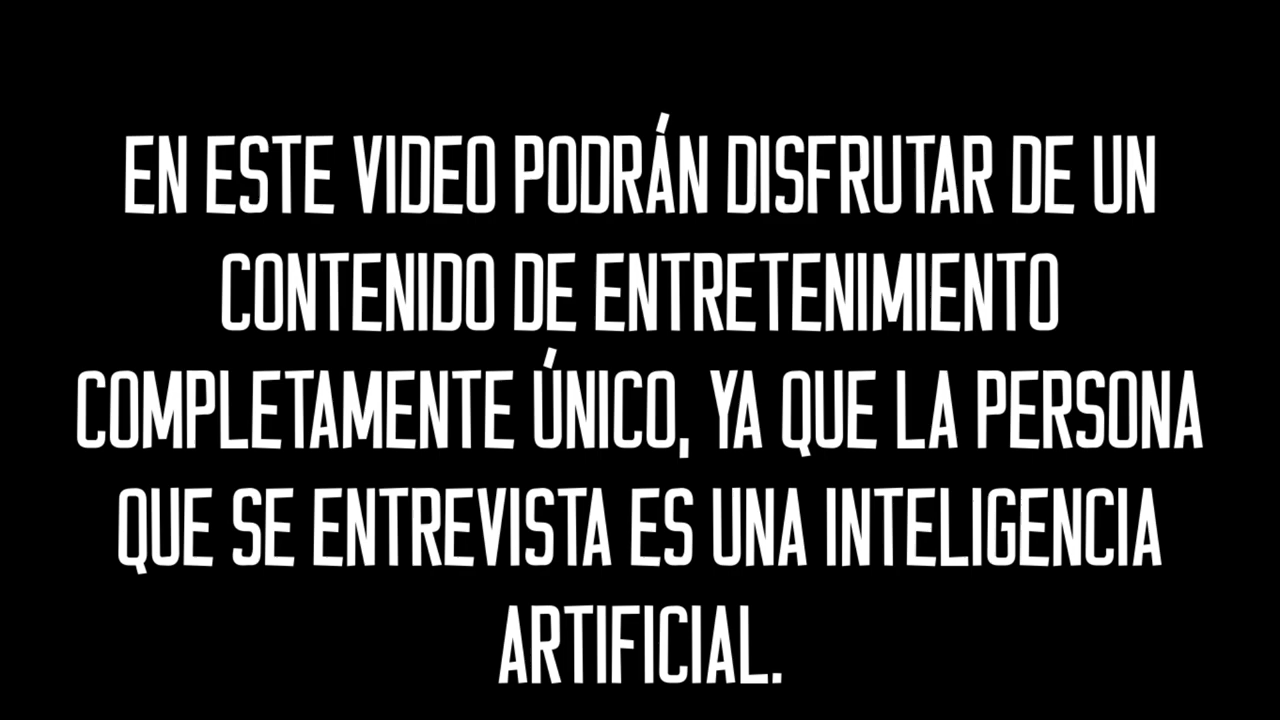 EN ESTE VIDEO PODRÁN DISFRUTAR DE UN
CONTENIDO DE ENTRETENIMIENTO
COMPLETAMENTE ÚNICO, YA QUE LA PERSONA
QUE SE ENTREVISTA ES UNA INTELIGENCIA
ARTIFICIAL.